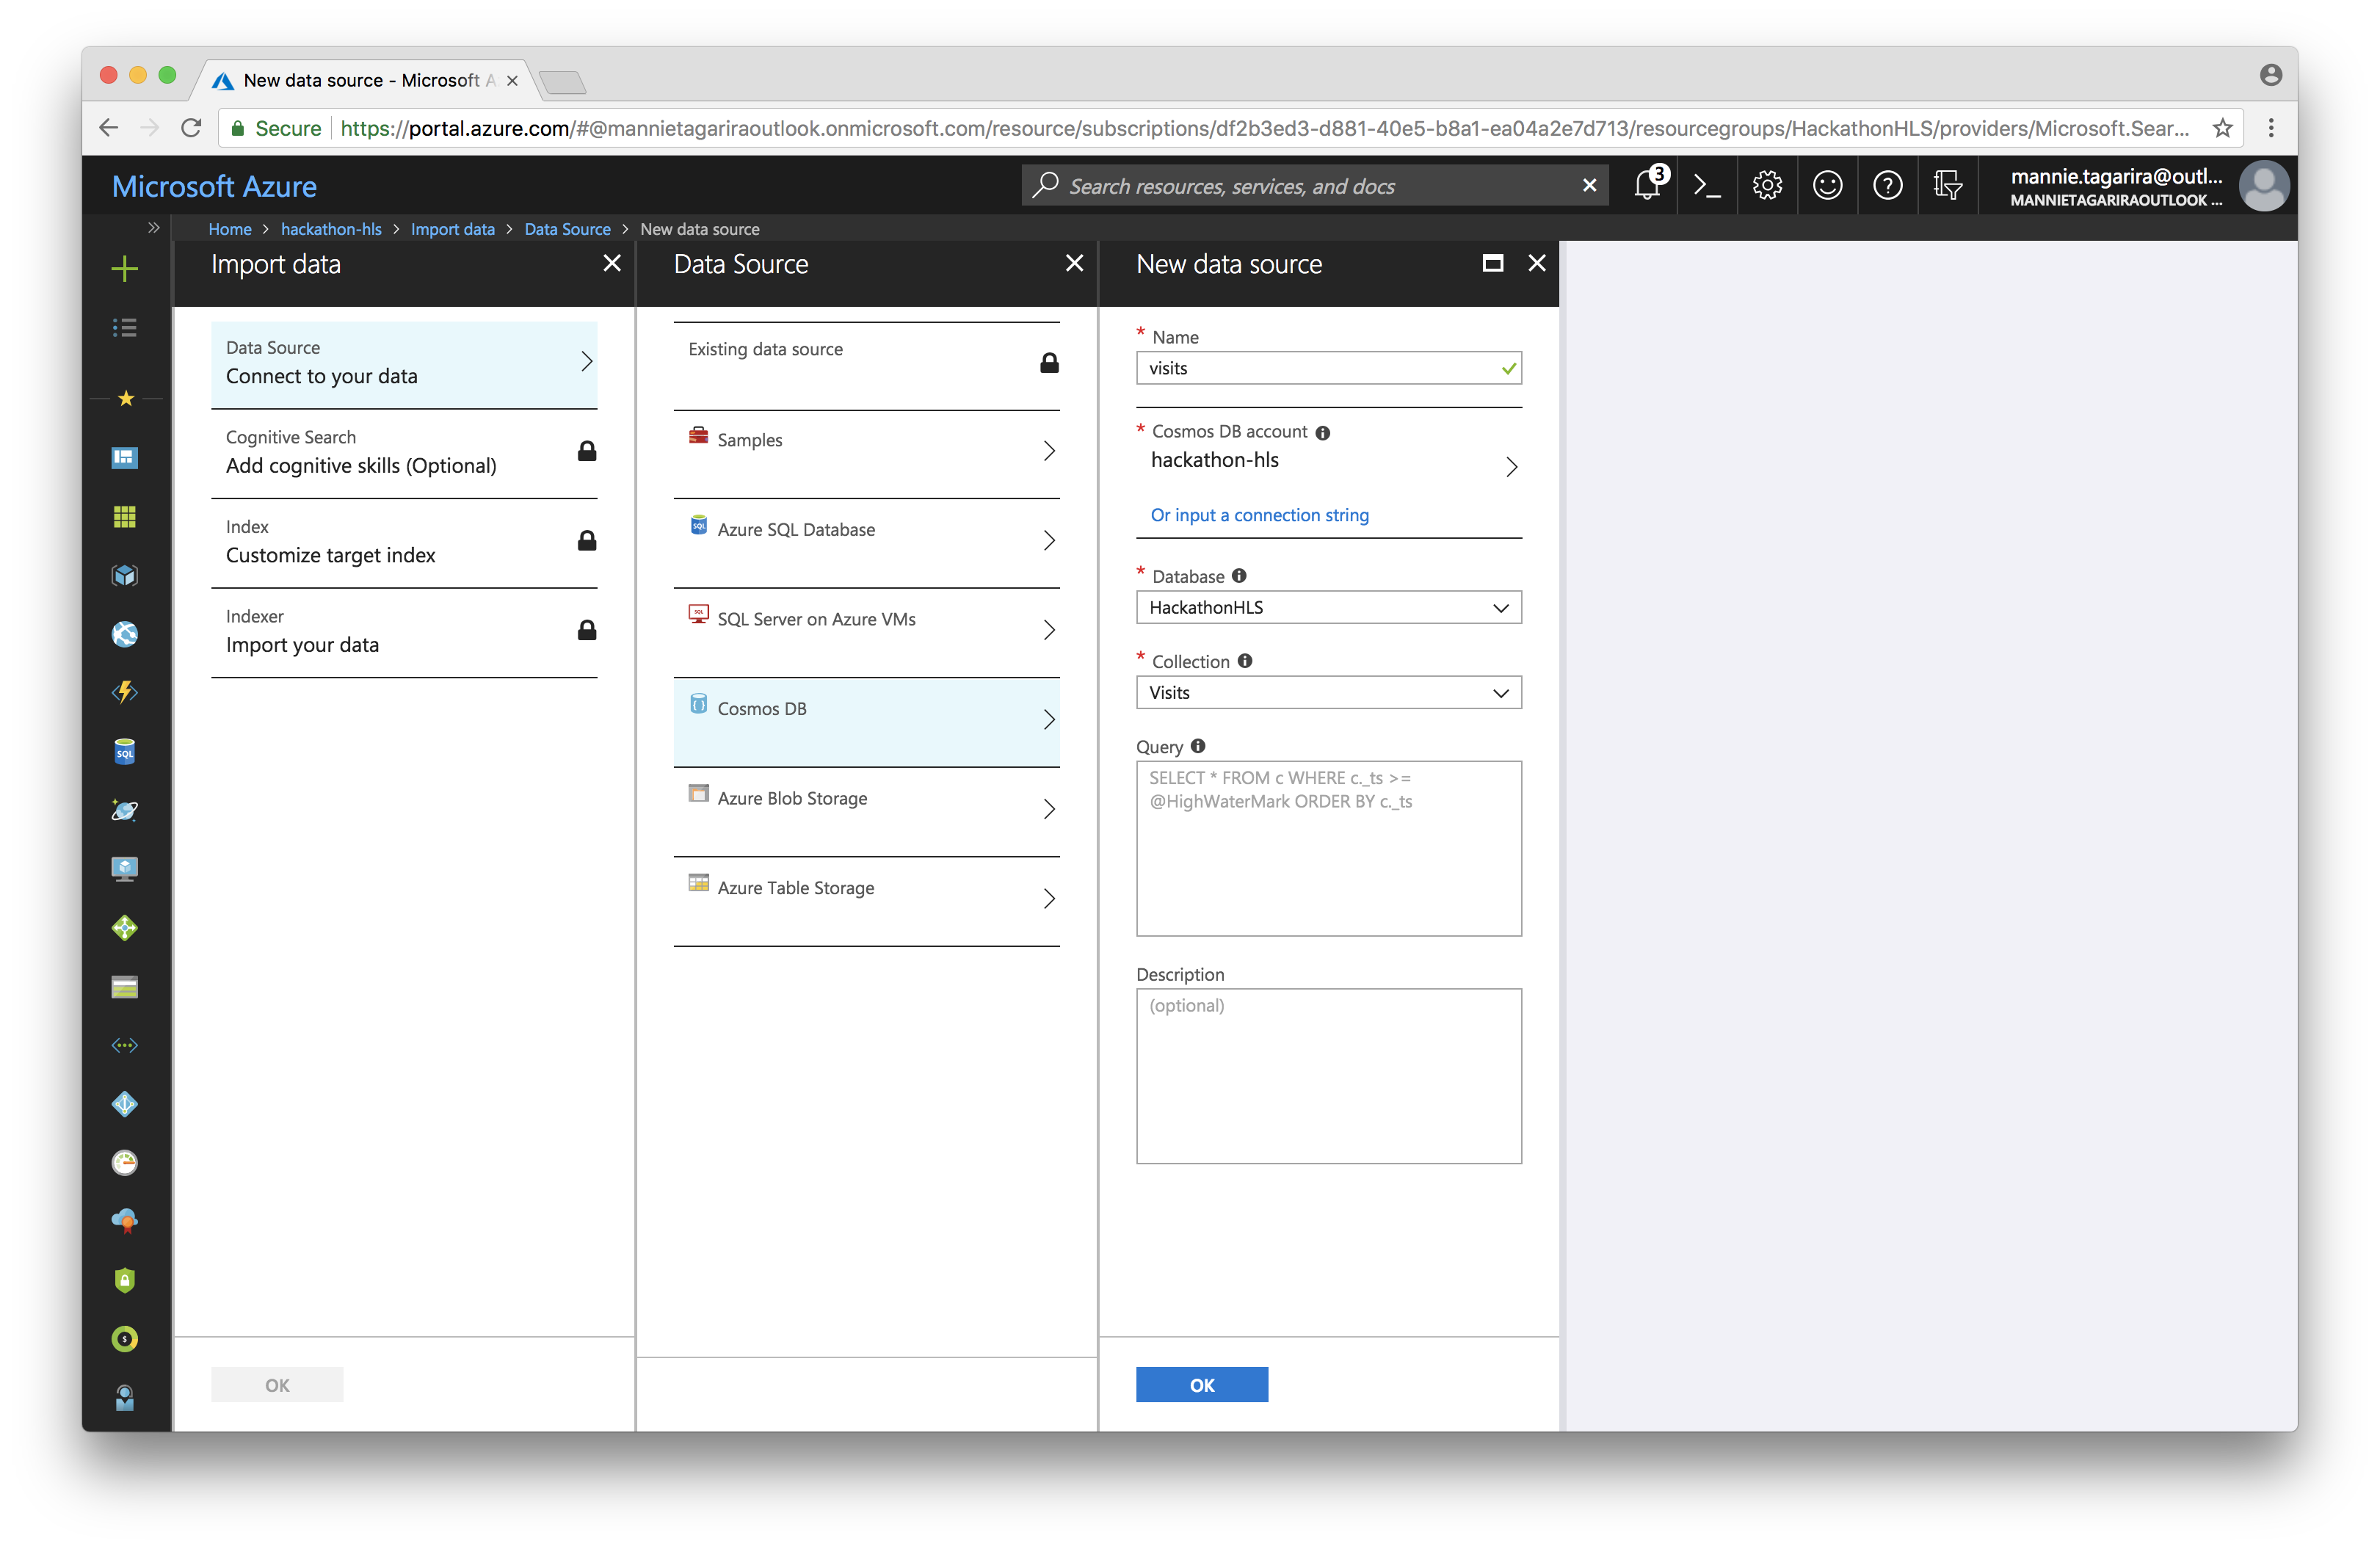 New data source - Microsoft A
Secure
https://portal.azure.com/#@mannietagariraoutlook.onmicrosoft.com/resource/subscriptions/df2b3ed3-d881-40e5-b8a1-ea04a2e7d713/resourcegroups/HackathonHLS/providers/Microsoft.Sear...
Microsoft Azure
Search resources, services, and docs
3
mannie.tagarira@outl...
MANNIETAGARIRAOUTLOOK ...
Home > hackathon-hls > Import data > Data Source > New data source
Import data
Data Source
Connect to your data
Cognitive Search
Add cognitive skills (Optional)
Index
Customize target index
Indexer
Import your data
OK
Data Source
Existing data source
Samples
Azure SQL Database
SQL Server on Azure VMs
Cosmos DB
Azure Blob Storage
Azure Table Storage
New data source
* Name
visits
* Cosmos DB account
hackathon-hls
Or input a connection string
* Database
HackathonHLS
* Collection
Visits
Query
SELECT * FROM c WHERE c._ts >=
@HighWaterMark ORDER BY c._ts
Description
(optional)
OK